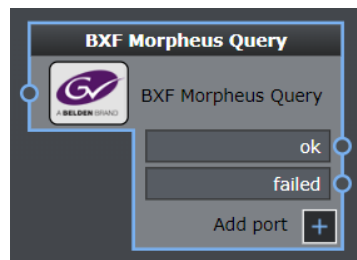 BXF Morpheus Query
GV
A BELDEN BRAND
BXF Morpheus Query
ok
failed
Add port +